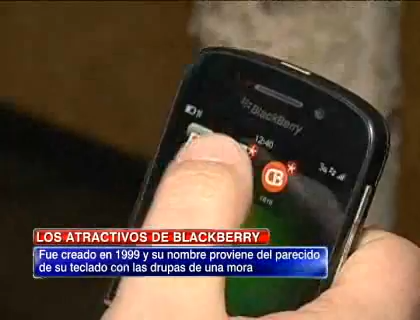 BlackBerry
12:40
3G
LOS ATRACTIVOS DE BLACKBERRY
Fue creado en 1999 y su nombre proviene del parecido
de su teclado con las drupas de una mora